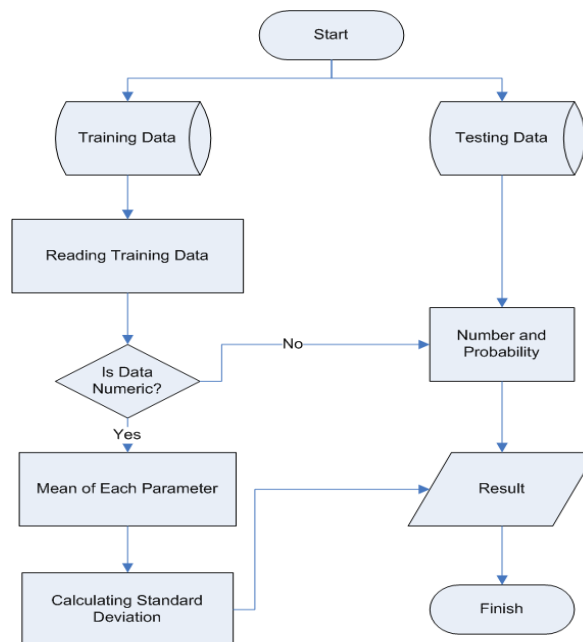 Start
Training Data
Testing Data
Reading Training Data
Is Data
Numeric?
No
Number and
Probability
Yes
Mean of Each Parameter
Result
Calculating Standard
Deviation
Finish